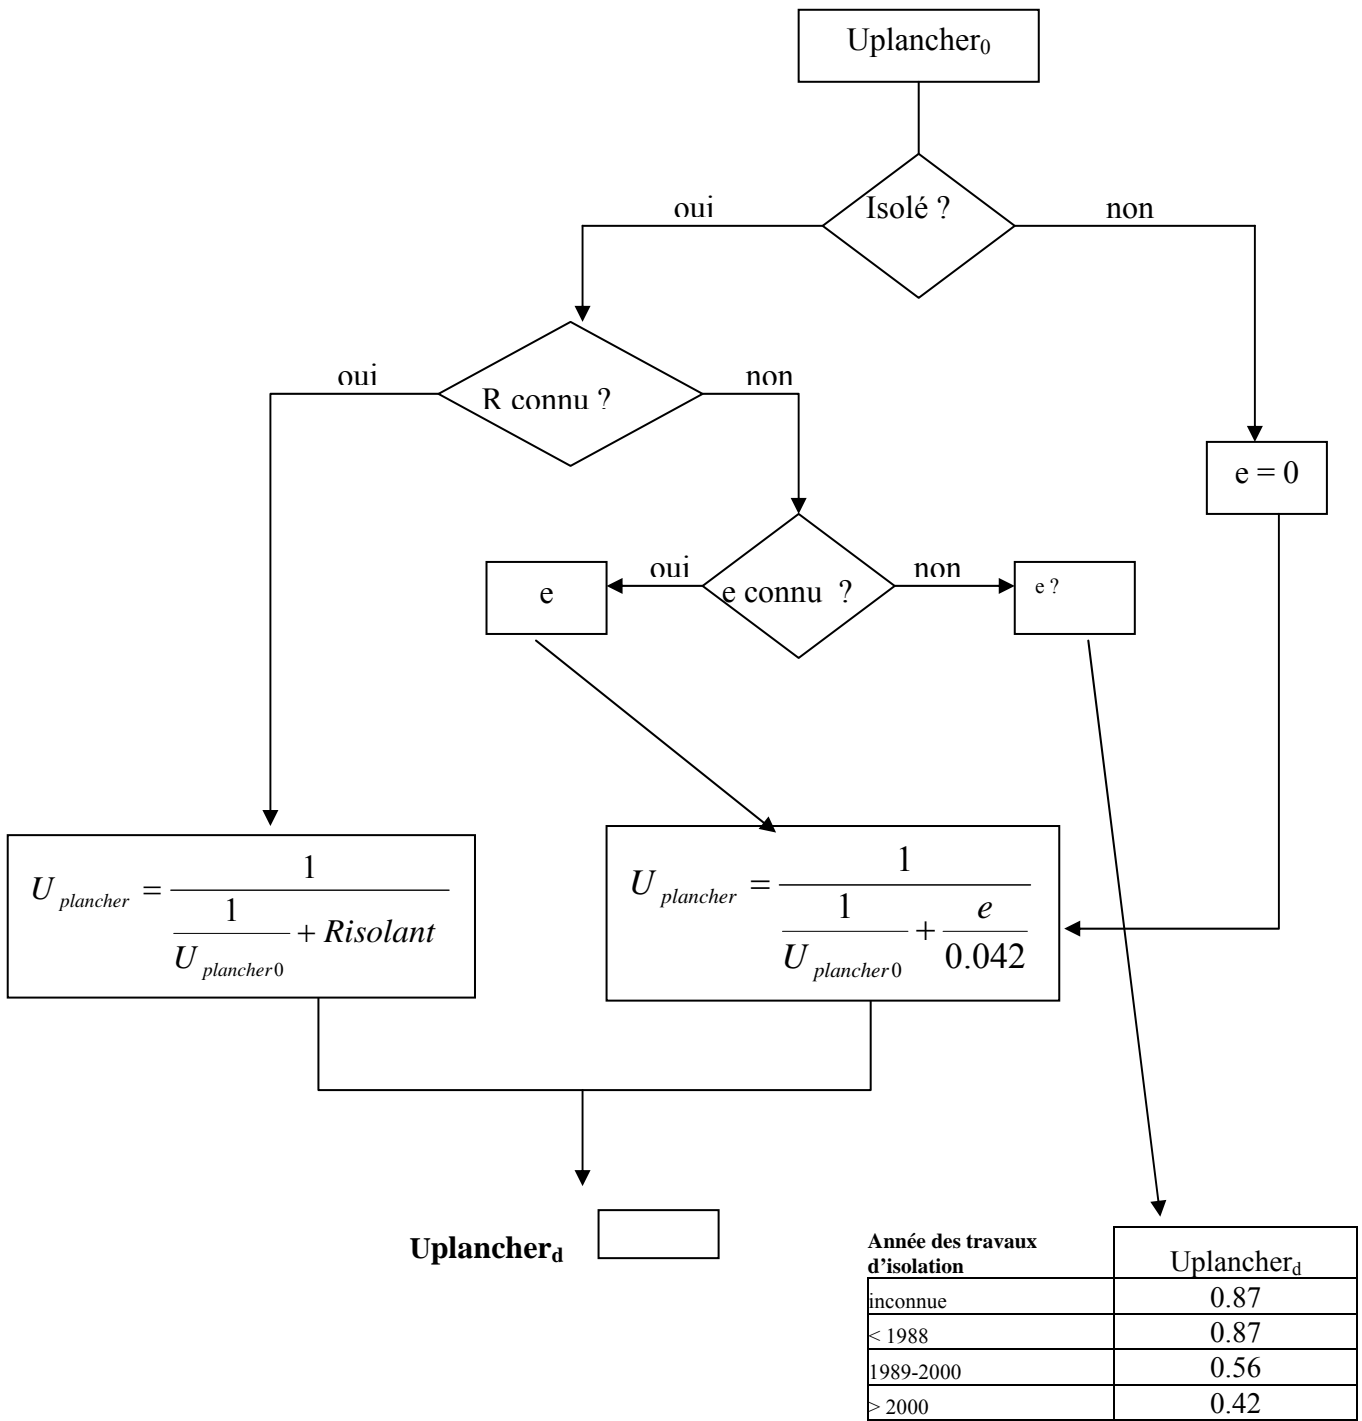 Uplancher₀
Isolé ?
oui
non
R connu ?
oui
non
e = 0
e connu ?
oui
non
e
e ?
U plancher = 1 / (1 / U plancher0 + Risolant)
U plancher = 1 / (1 / U plancher0 + e / 0.042)
Uplancher_d
Année des travaux
d’isolation
Uplancher_d
inconnue 0.87
< 1988 0.87
1989-2000 0.56
> 2000 0.42